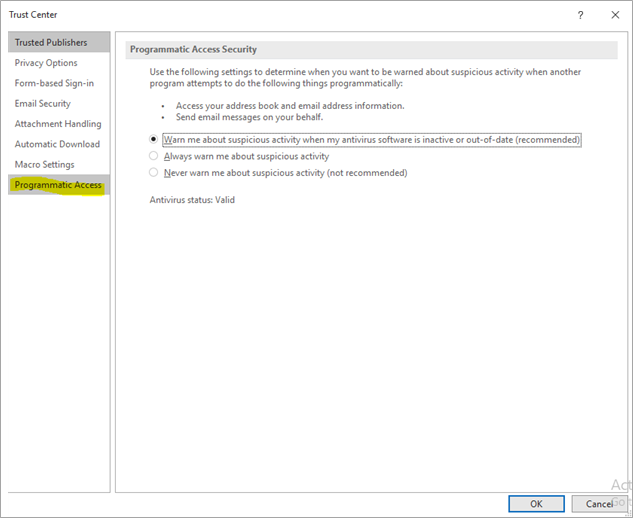 Trust Center
? ×
Trusted Publishers
Privacy Options
Form-based Sign-in
Email Security
Attachment Handling
Automatic Download
Macro Settings
Programmatic Access
Programmatic Access Security
Use the following settings to determine when you want to be warned about suspicious activity when another
program attempts to do the following things programmatically:
• Access your address book and email address information.
• Send email messages on your behalf.
Warn me about suspicious activity when my antivirus software is inactive or out-of-date (recommended)
Always warn me about suspicious activity
Never warn me about suspicious activity (not recommended)
Antivirus status: Valid
Act
Go t
OK
Cancel